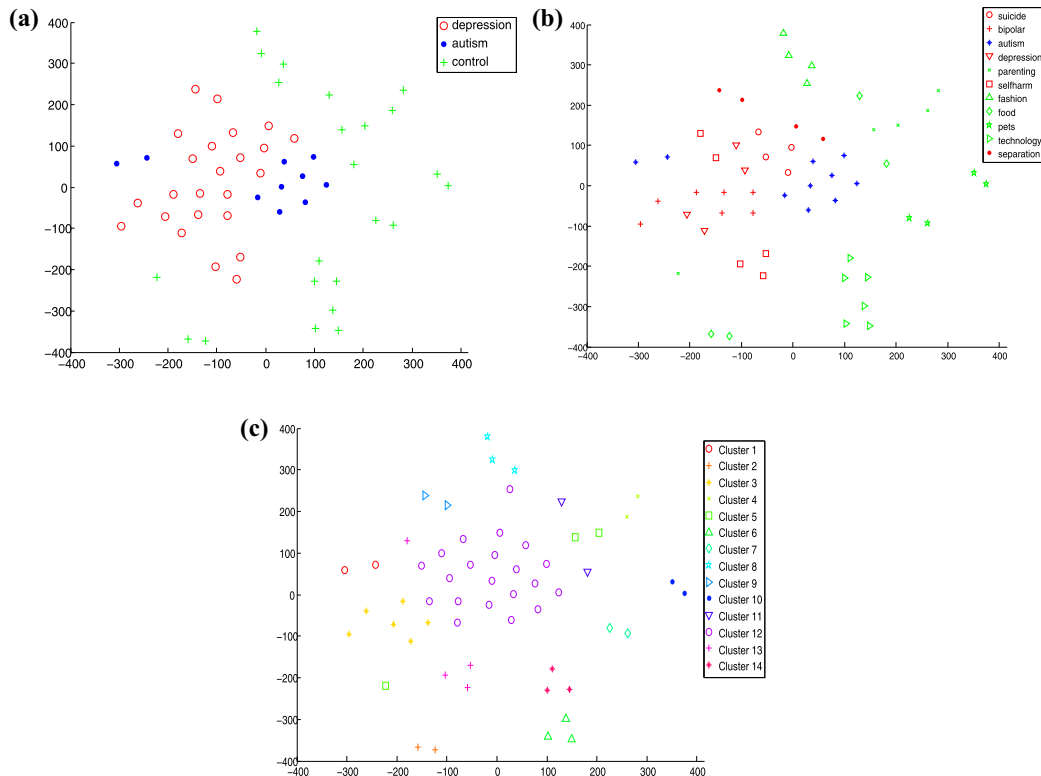 (a)
400
300
200
100
0
−100
−200
−300
−400
−400 −300 −200 −100 0 100 200 300 400
depression
autism
control
(b)
400
300
200
100
0
−100
−200
−300
−400
−400 −300 −200 −100 0 100 200 300 400
suicide
bipolar
autism
depression
parenting
selfharm
fashion
food
pets
technology
separation
(c)
400
300
200
100
0
−100
−200
−300
−400
−400 −300 −200 −100 0 100 200 300 400
Cluster 1
Cluster 2
Cluster 3
Cluster 4
Cluster 5
Cluster 6
Cluster 7
Cluster 8
Cluster 9
Cluster 10
Cluster 11
Cluster 12
Cluster 13
Cluster 14